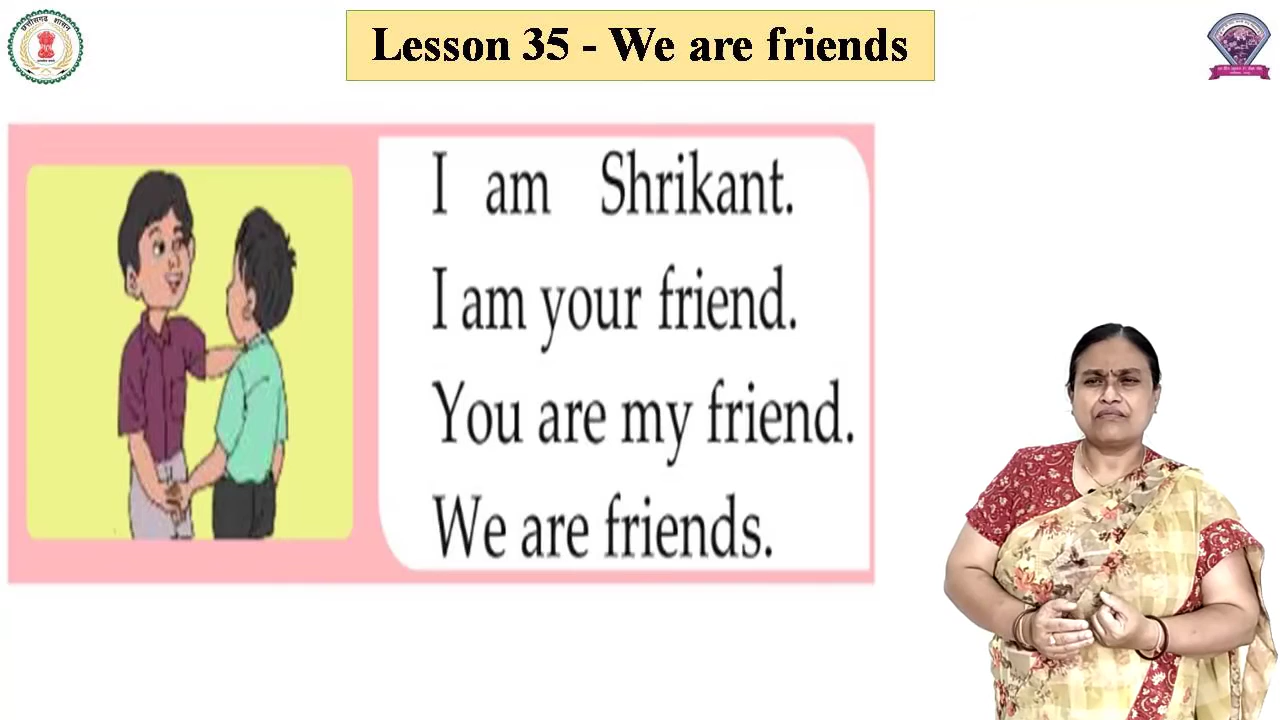 Lesson 35 - We are friends
I am Shrikant.
I am your friend.
You are my friend.
We are friends.